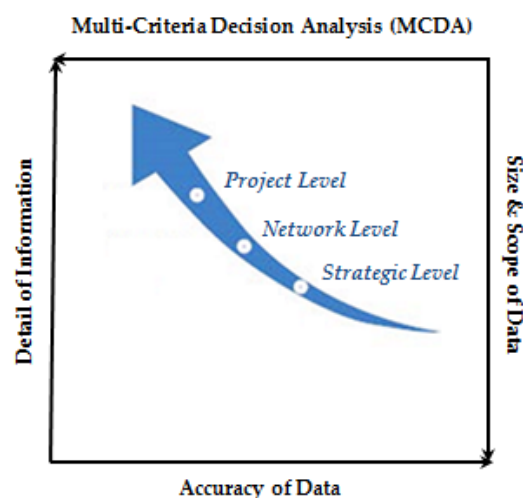 Multi-Criteria Decision Analysis (MCDA)
Detail of Information
Project Level
Network Level
Strategic Level
Size & Scope
of Data
Accuracy of Data